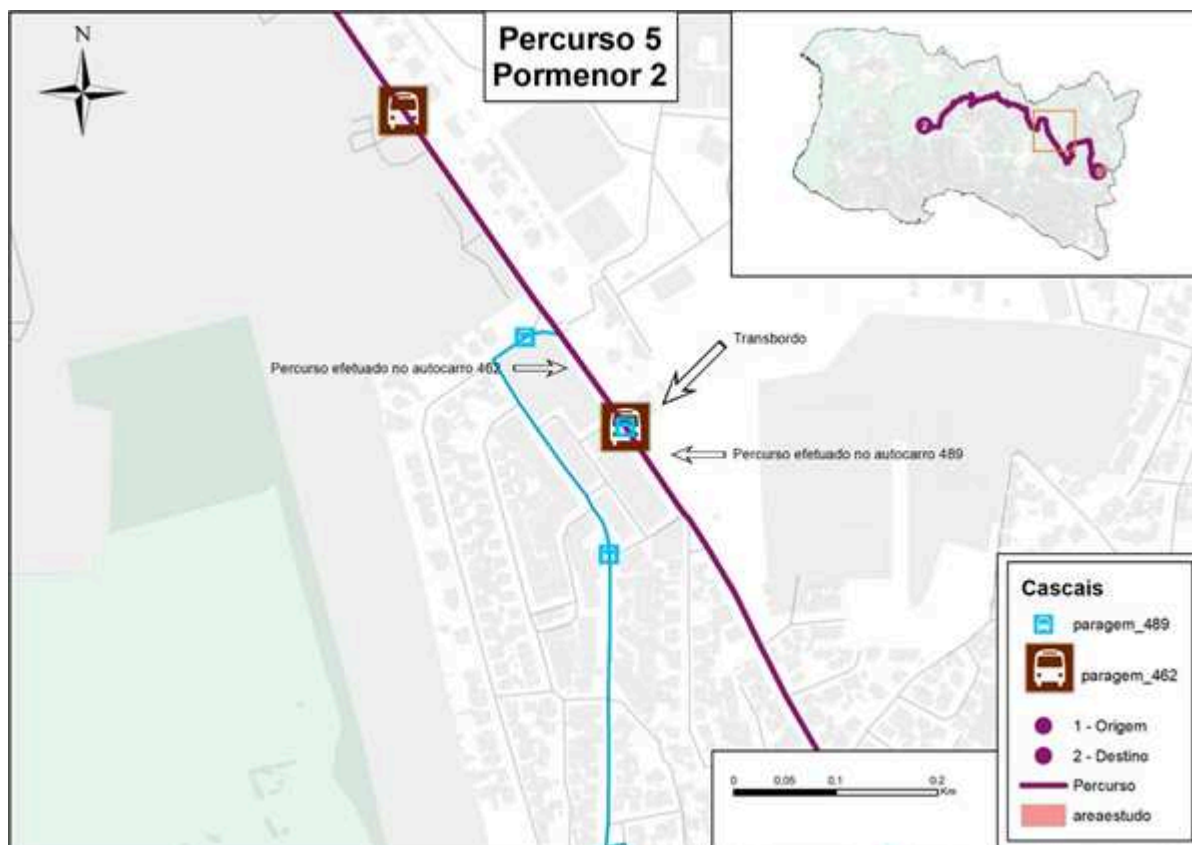 N
Percurso 5
Pormenor 2
Transbordo
Percurso efetuado no autocarro 462
Percurso efetuado no autocarro 489
Cascais
paragem_489
paragem_462
1 - Origem
2 - Destino
Percurso
areaestudo
0 0,05 0,1 0,2
Km